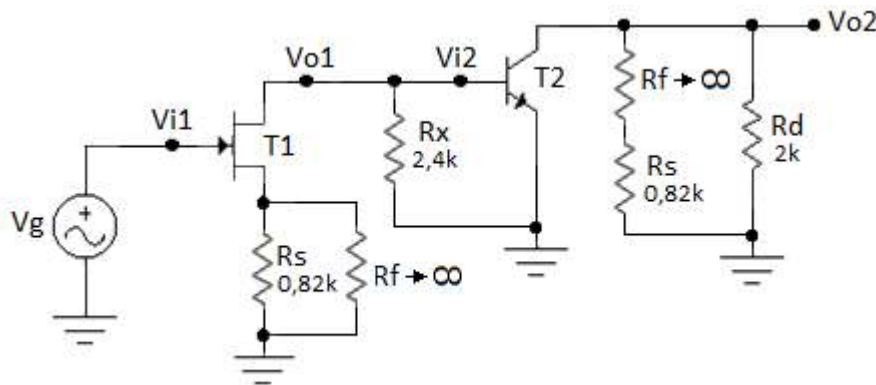 Vo2
Vo1
Vi2
T2
Rf → ∞
Vi1
T1
Rx
2,4k
Rd
2k
Rs
0,82k
Vg
+
Rs
0,82k
Rf → ∞